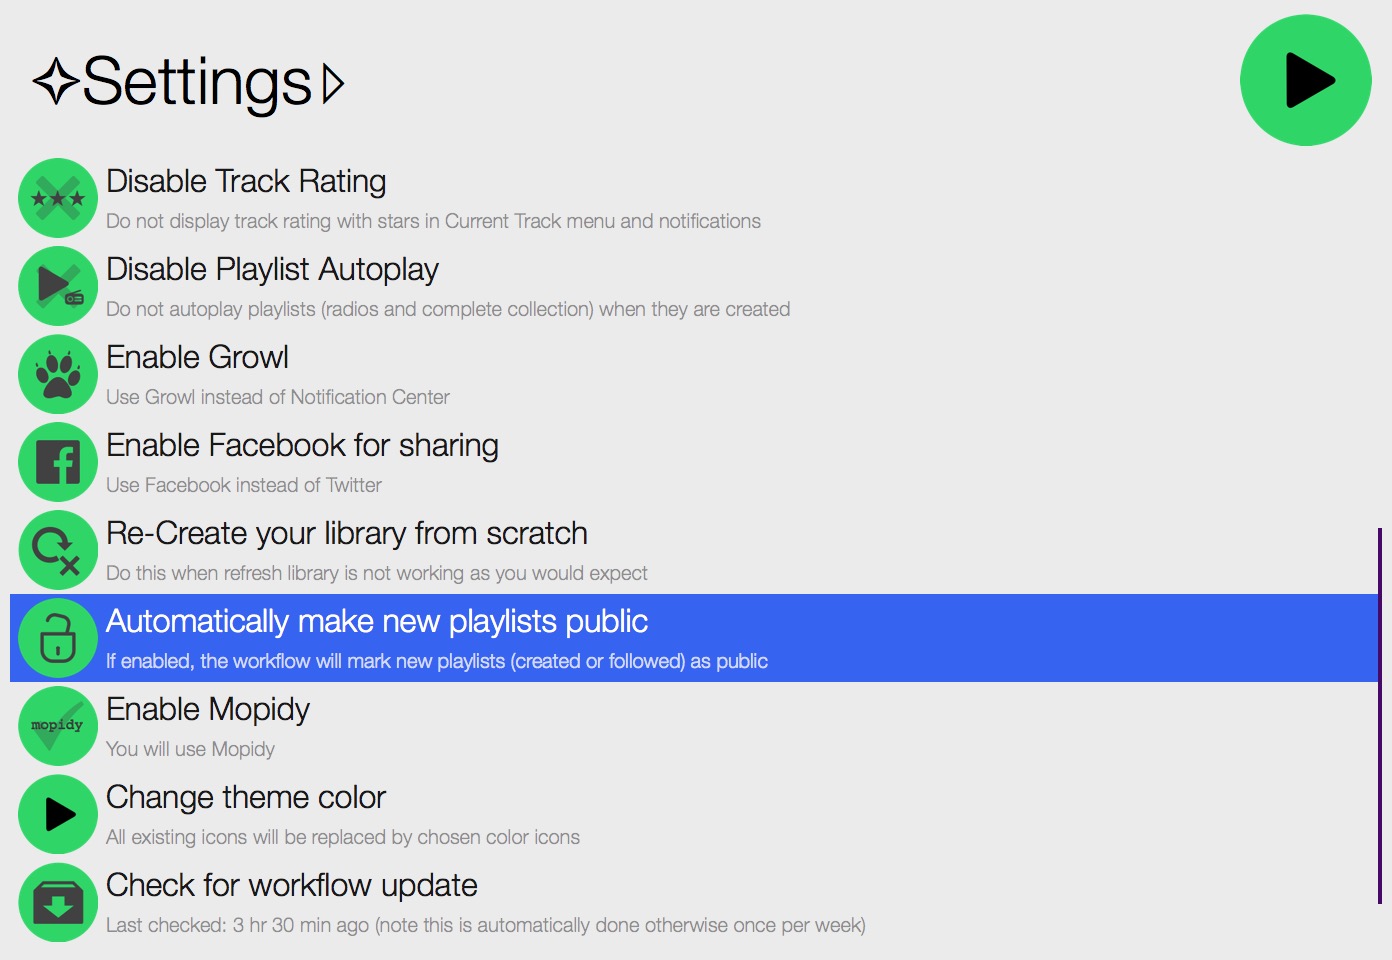 ✧Settings▷
Disable Track Rating
Do not display track rating with stars in Current Track menu and notifications
Disable Playlist Autoplay
Do not autoplay playlists (radios and complete collection) when they are created
Enable Growl
Use Growl instead of Notification Center
Enable Facebook for sharing
Use Facebook instead of Twitter
Re-Create your library from scratch
Do this when refresh library is not working as you would expect
Automatically make new playlists public
If enabled, the workflow will mark new playlists (created or followed) as public
mopidy
Enable Mopidy
You will use Mopidy
Change theme color
All existing icons will be replaced by chosen color icons
Check for workflow update
Last checked: 3 hr 30 min ago (note this is automatically done otherwise once per week)